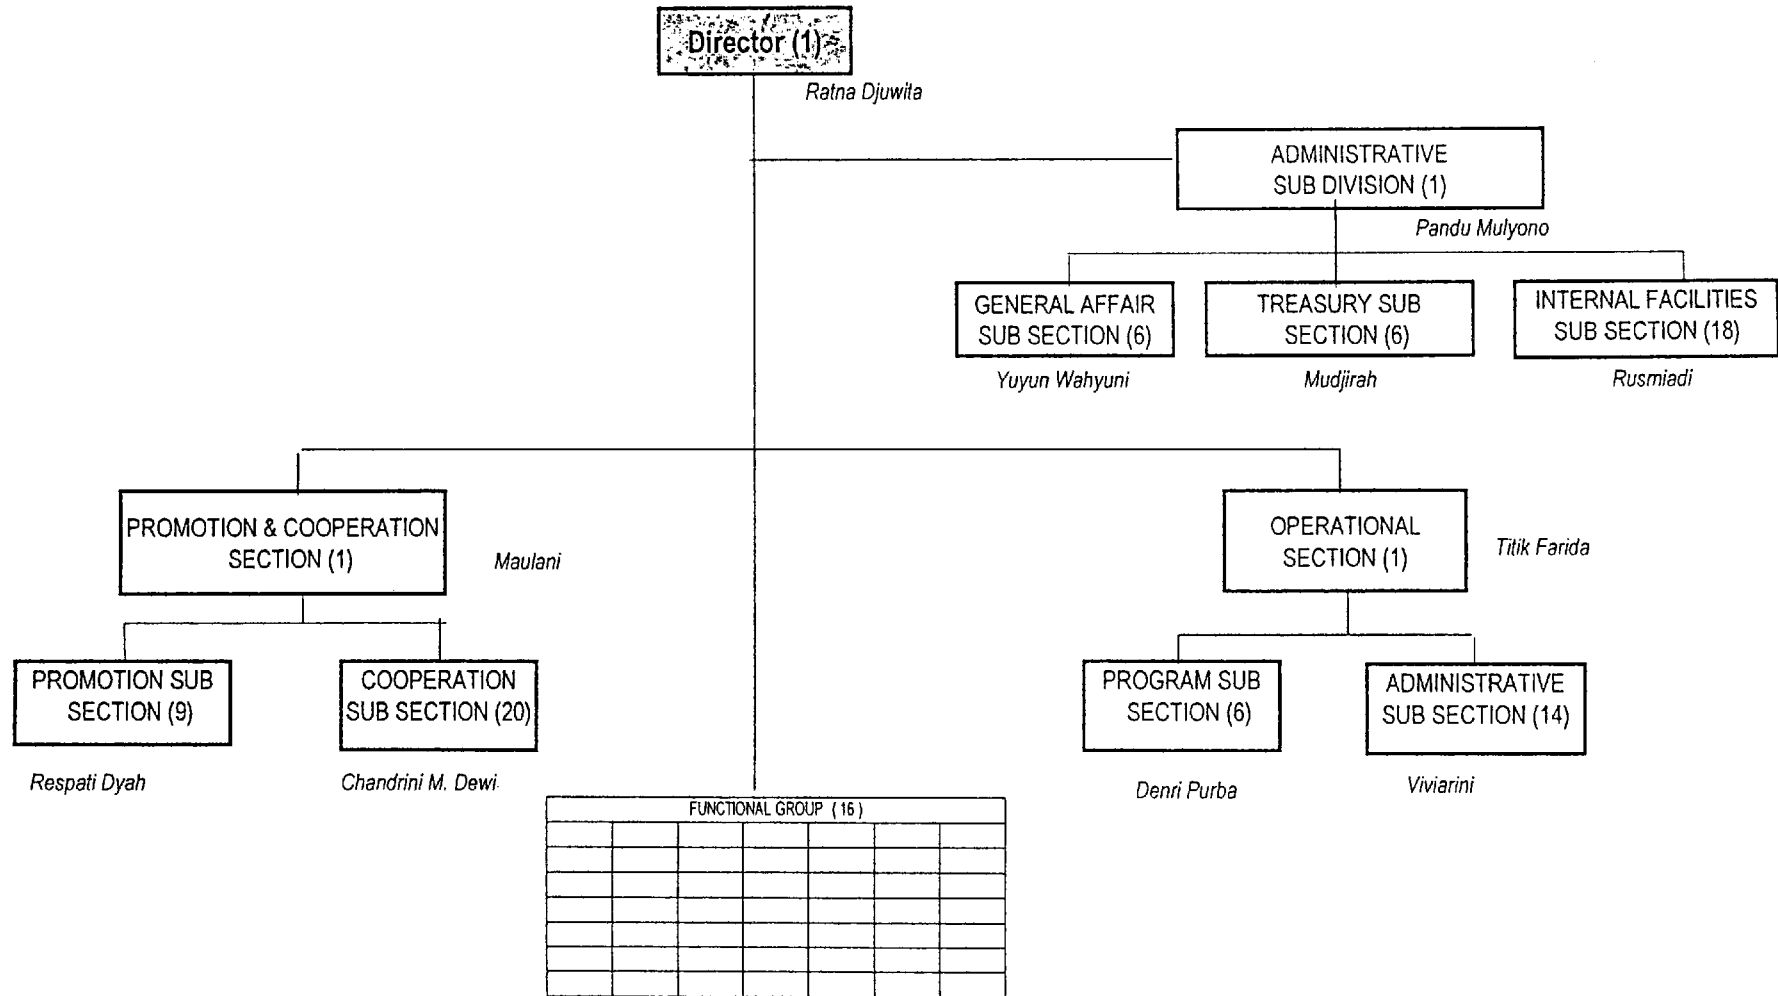 Director (1)
Ratna Djuwita
ADMINISTRATIVE
SUB DIVISION (1)
Pandu Mulyono
GENERAL AFFAIR
SUB SECTION (6)
Yuyun Wahyuni
TREASURY SUB
SECTION (6)
Mudjirah
INTERNAL FACILITIES
SUB SECTION (18)
Rusmiadi
PROMOTION & COOPERATION
SECTION (1)
Maulani
OPERATIONAL
SECTION (1)
Titik Farida
PROMOTION SUB
SECTION (9)
Respati Dyah
COOPERATION
SUB SECTION (20)
Chandrini M. Dewi
PROGRAM SUB
SECTION (6)
Denri Purba
ADMINISTRATIVE
SUB SECTION (14)
Viviarini
FUNCTIONAL GROUP ( 16 )